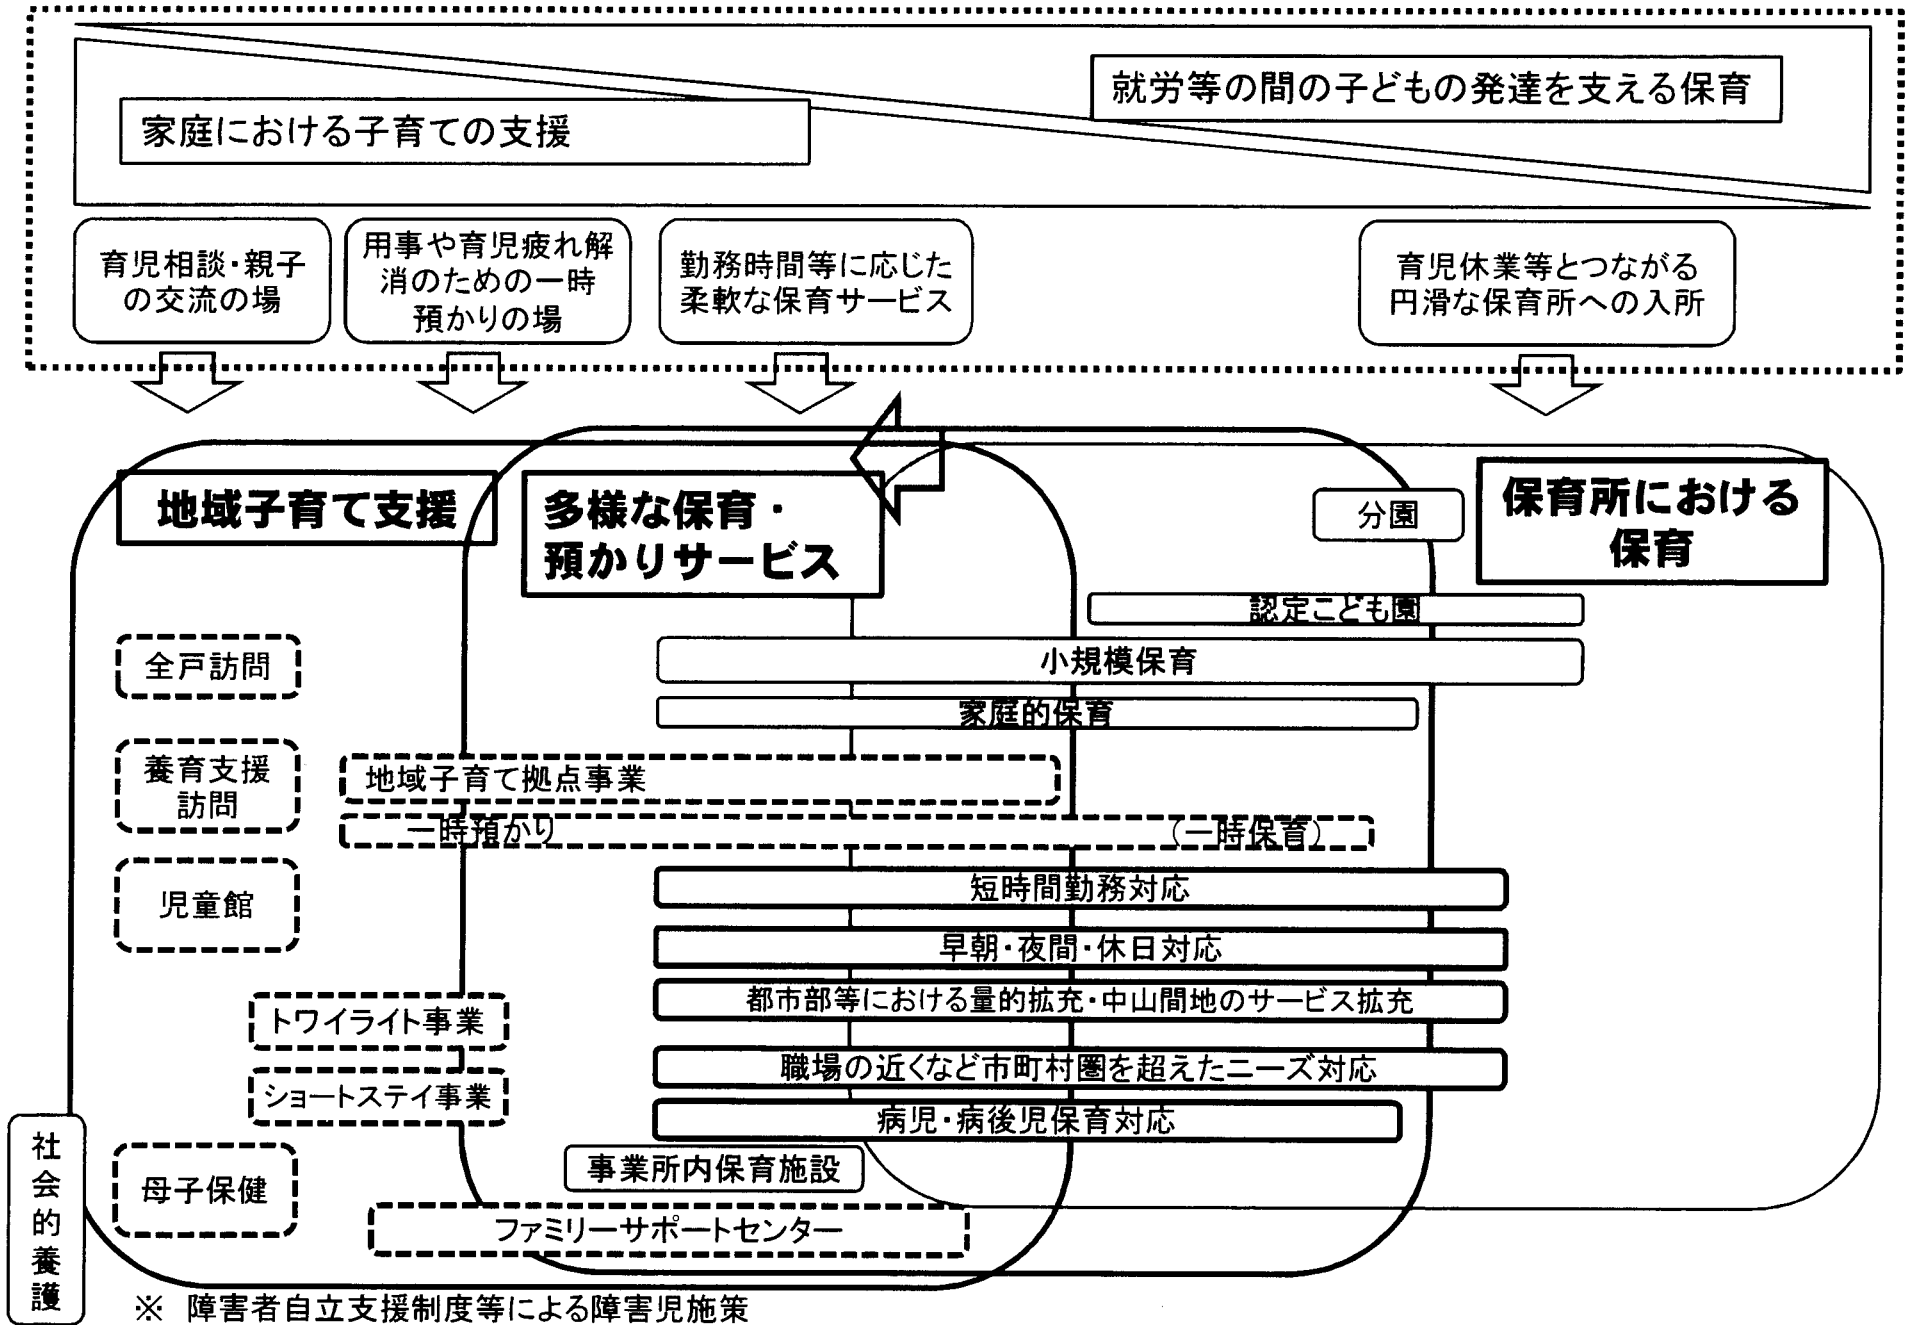 就労等の間の子どもの発達を支える保育
家庭における子育ての支援
育児相談・親子
の交流の場
用事や育児疲れ解
消のための一時
預かりの場
勤務時間等に応じた
柔軟な保育サービス
育児休業等とつながる
円滑な保育所への入所
地域子育て支援
多様な保育・
預かりサービス
分園
保育所における
保育
認定こども園
全戸訪問
小規模保育
家庭的保育
養育支援
訪問
地域子育て拠点事業
一時預かり
(一時保育)
児童館
短時間勤務対応
早朝・夜間・休日対応
都市部等における量的拡充・中山間地のサービス拡充
トワイライト事業
職場の近くなど市町村圏を超えたニーズ対応
ショートステイ事業
病児・病後児保育対応
事業所内保育施設
母子保健
ファミリーサポートセンター
社会的養護
※ 障害者自立支援制度等による障害児施策